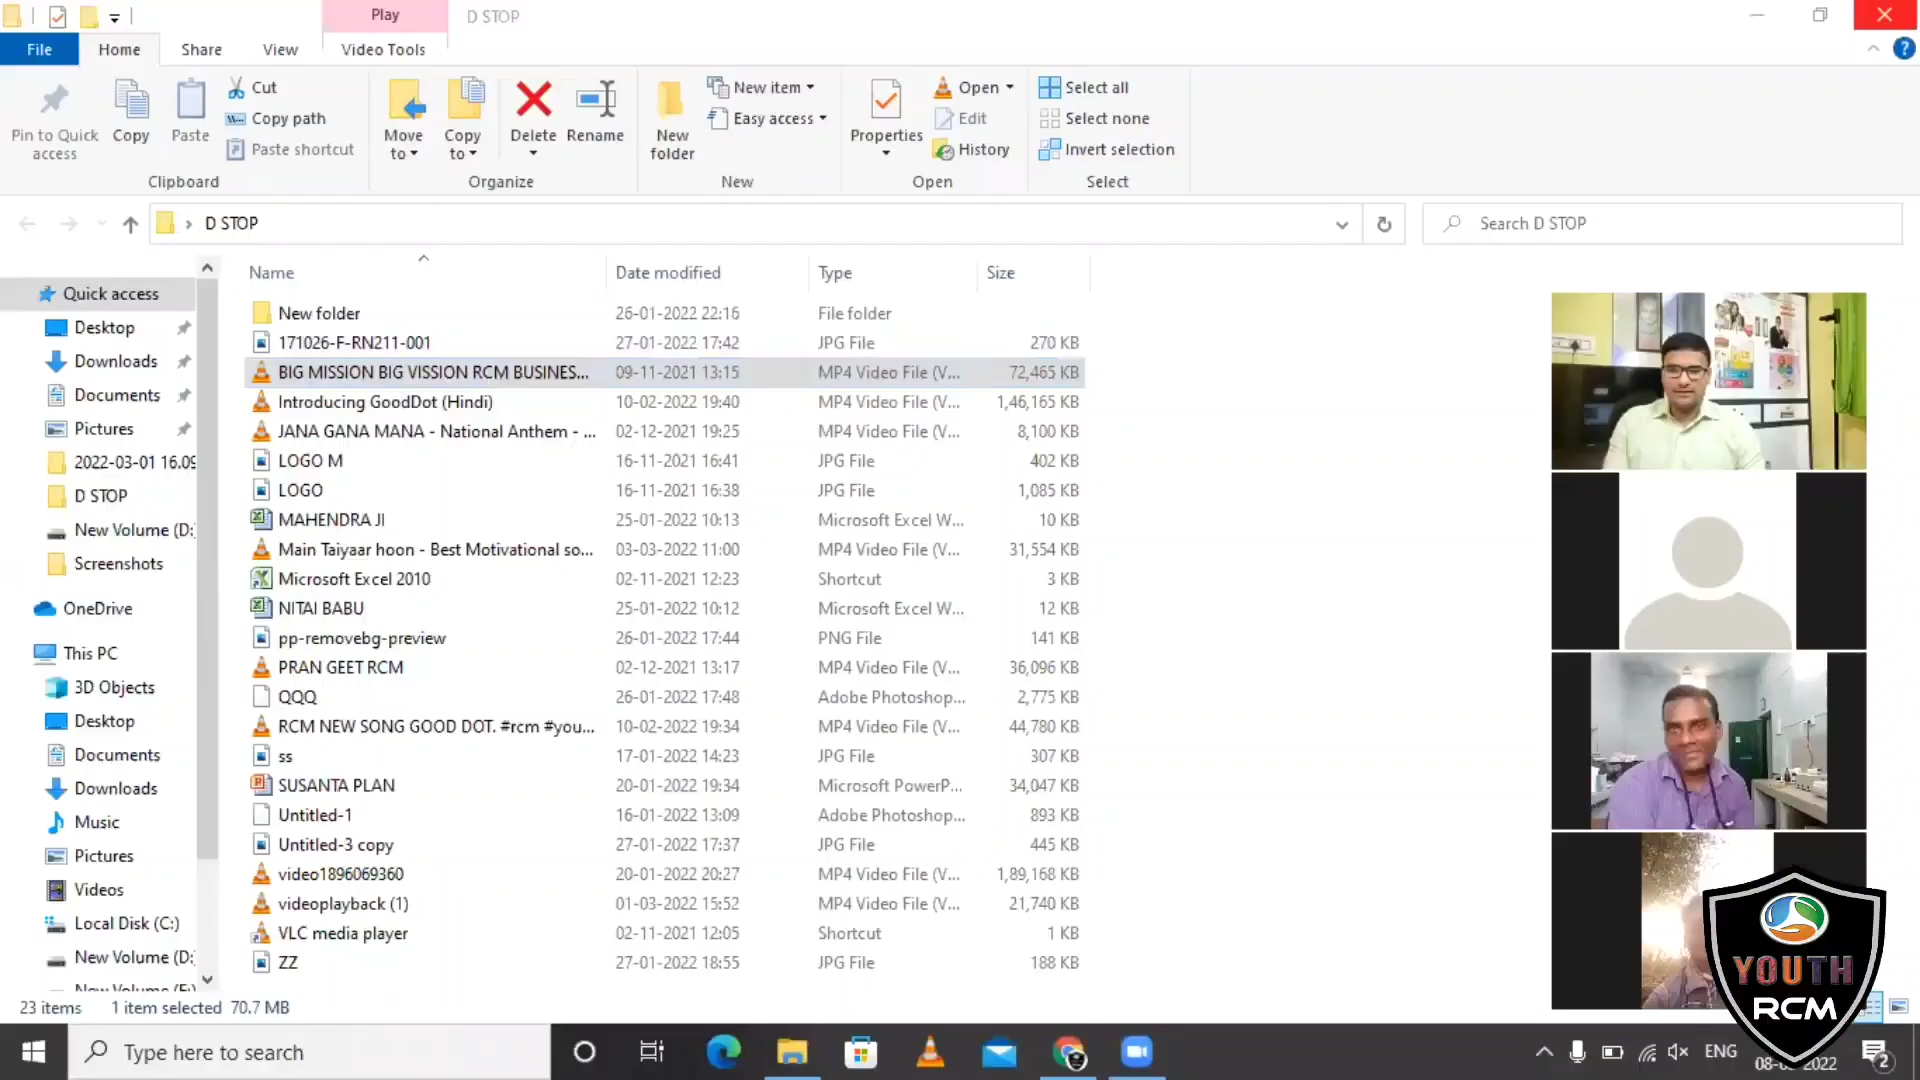 Play
D STOP
File
Home
Share
View
Video Tools
Pin to Quick access
Copy
Paste
Cut
Copy path
Paste shortcut
Clipboard
Move to
Copy to
Delete
Rename
Organize
New folder
New item
Easy access
New
Properties
Open
Edit
History
Open
Select all
Select none
Invert selection
Select
D STOP
Search D STOP
Name Date modified Type Size
Quick access
Desktop
Downloads
Documents
Pictures
2022-03-01 16.09
D STOP
New Volume (D:
Screenshots
OneDrive
This PC
3D Objects
Desktop
Documents
Downloads
Music
Pictures
Videos
Local Disk (C:)
New Volume (D:
New Volume (E:
New folder 26-01-2022 22:16 File folder
171026-F-RN211-001 27-01-2022 17:42 JPG File 270 KB
BIG MISSION BIG VISSION RCM BUSINES... 09-11-2021 13:15 MP4 Video File (V... 72,465 KB
Introducing GoodDot (Hindi) 10-02-2022 19:40 MP4 Video File (V... 1,46,165 KB
JANA GANA MANA - National Anthem - ... 02-12-2021 19:25 MP4 Video File (V... 8,100 KB
LOGO M 16-11-2021 16:41 JPG File 402 KB
LOGO 16-11-2021 16:38 JPG File 1,085 KB
MAHENDRA JI 25-01-2022 10:13 Microsoft Excel W... 10 KB
Main Taiyaar hoon - Best Motivational so... 03-03-2022 11:00 MP4 Video File (V... 31,554 KB
Microsoft Excel 2010 02-11-2021 12:23 Shortcut 3 KB
NITAI BABU 25-01-2022 10:12 Microsoft Excel W... 12 KB
pp-removebg-preview 26-01-2022 17:44 PNG File 141 KB
PRAN GEET RCM 02-12-2021 13:17 MP4 Video File (V... 36,096 KB
QQQ 26-01-2022 17:48 Adobe Photoshop... 2,775 KB
RCM NEW SONG GOOD DOT. #rcm #you... 10-02-2022 19:34 MP4 Video File (V... 44,780 KB
ss 17-01-2022 14:23 JPG File 307 KB
SUSANTA PLAN 20-01-2022 19:34 Microsoft PowerP... 34,047 KB
Untitled-1 16-01-2022 13:09 Adobe Photoshop... 893 KB
Untitled-3 copy 27-01-2022 17:37 JPG File 445 KB
video1896069360 20-01-2022 20:27 MP4 Video File (V... 1,89,168 KB
videoplayback (1) 01-03-2022 15:52 MP4 Video File (V... 21,740 KB
VLC media player 02-11-2021 12:05 Shortcut 1 KB
ZZ 27-01-2022 18:55 JPG File 188 KB
YOUTH
RCM
23 items 1 item selected 70.7 MB
Type here to search
ENG
2